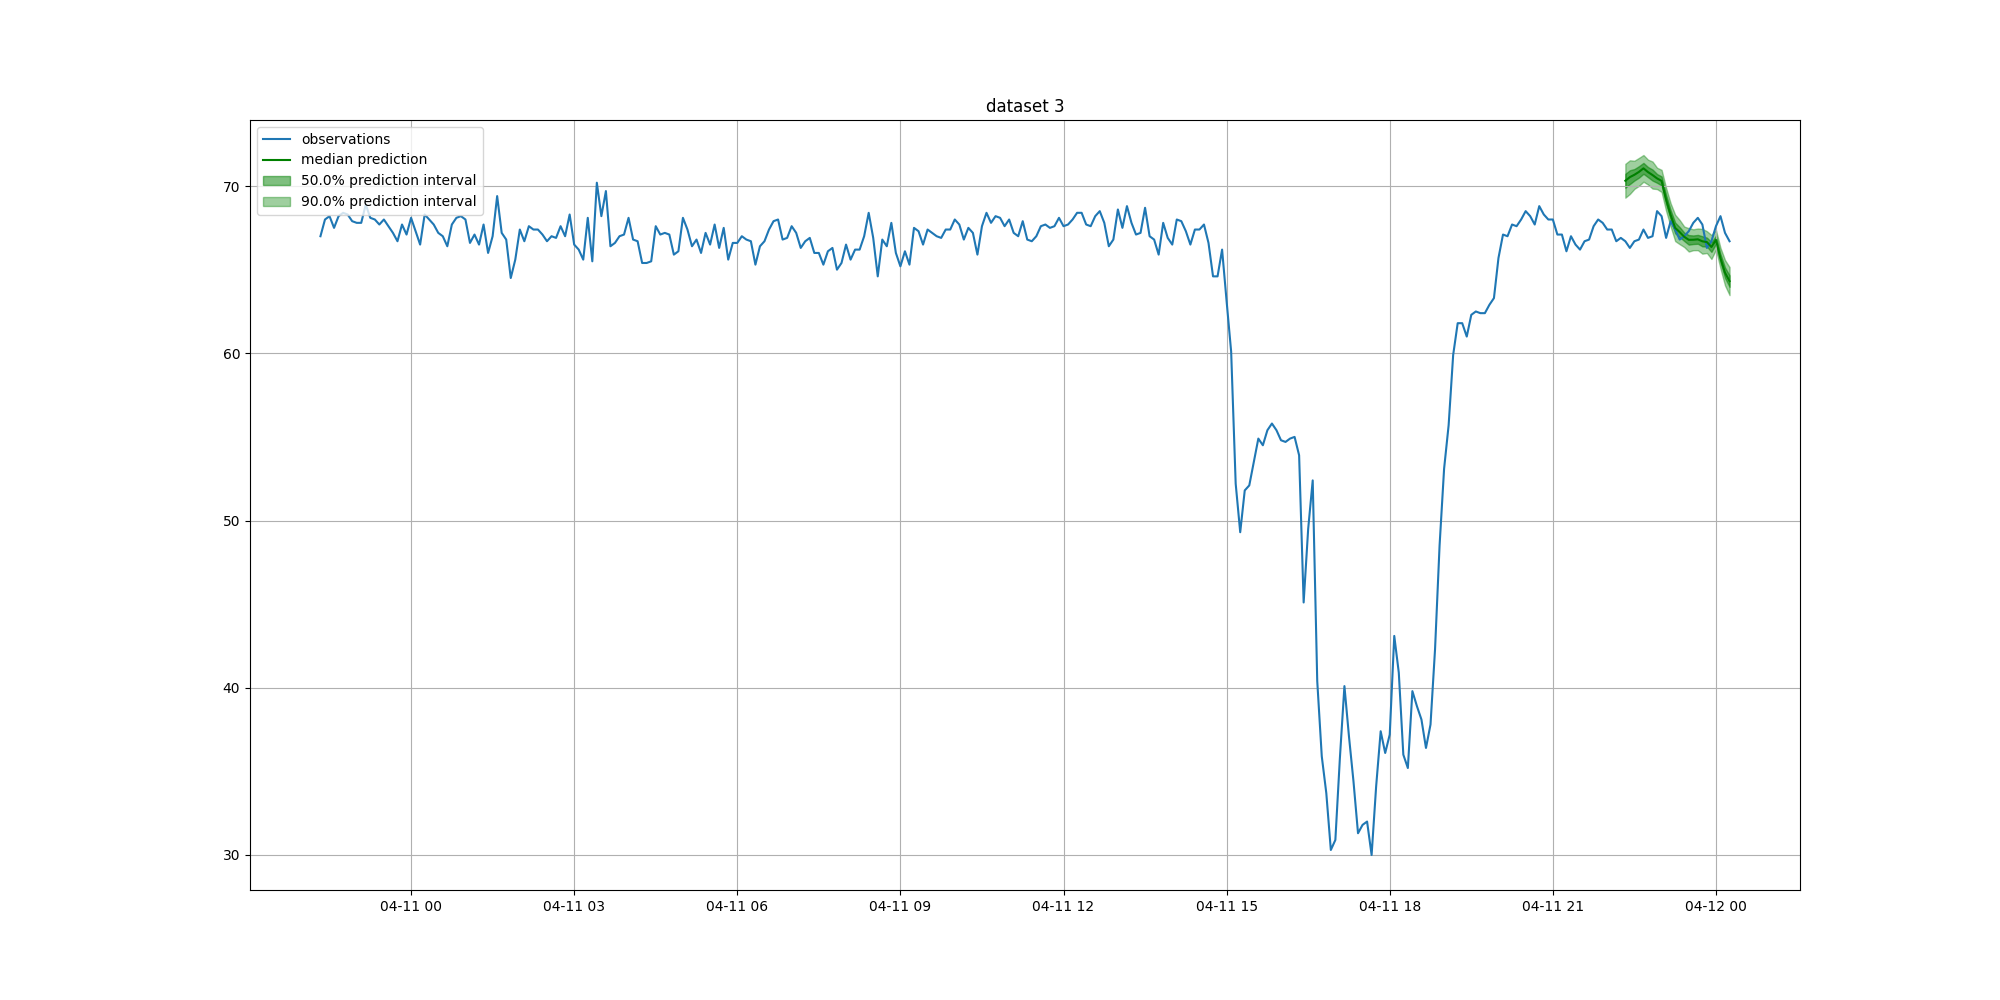 dataset 3
observations
median prediction
50.0% prediction interval
90.0% prediction interval
70
60
50
40
30
04-11 00
04-11 03
04-11 06
04-11 09
04-11 12
04-11 15
04-11 18
04-11 21
04-12 00